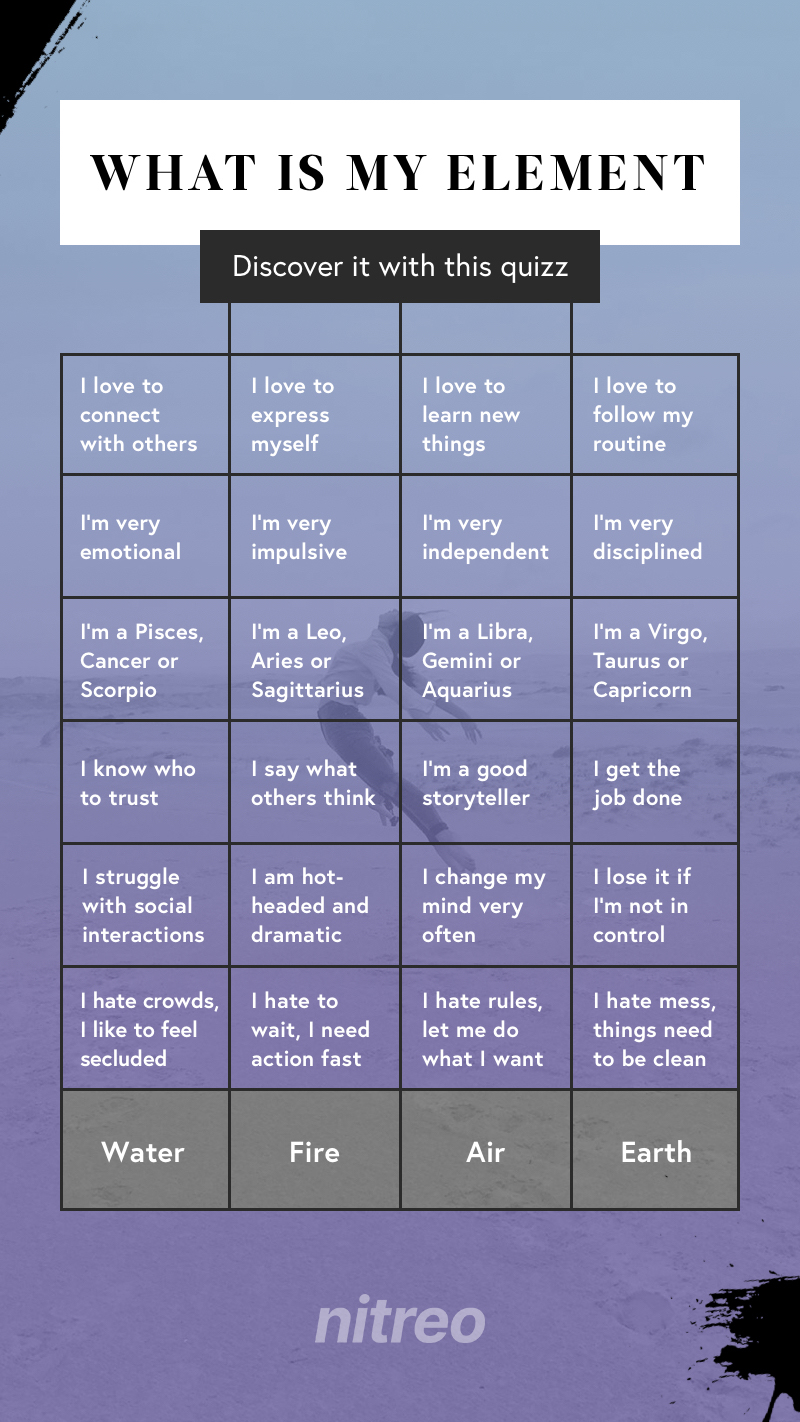 WHAT IS MY ELEMENT
Discover it with this quizz
I love to
connect
with others
I love to
express
myself
I love to
learn new
things
I love to
follow my
routine
I'm very
emotional
I'm very
impulsive
I'm very
independent
I'm very
disciplined
I'm a Pisces,
Cancer or
Scorpio
I'm a Leo,
Aries or
Sagittarius
I'm a Libra,
Gemini or
Aquarius
I'm a Virgo,
Taurus or
Capricorn
I know who
to trust
I say what
others think
I'm a good
storyteller
I get the
job done
I struggle
with social
interactions
I am hot-
headed and
dramatic
I change my
mind very
often
I lose it if
I'm not in
control
I hate crowds,
I like to feel
secluded
I hate to
wait, I need
action fast
I hate rules,
let me do
what I want
I hate mess,
things need
to be clean
Water
Fire
Air
Earth
nitreo